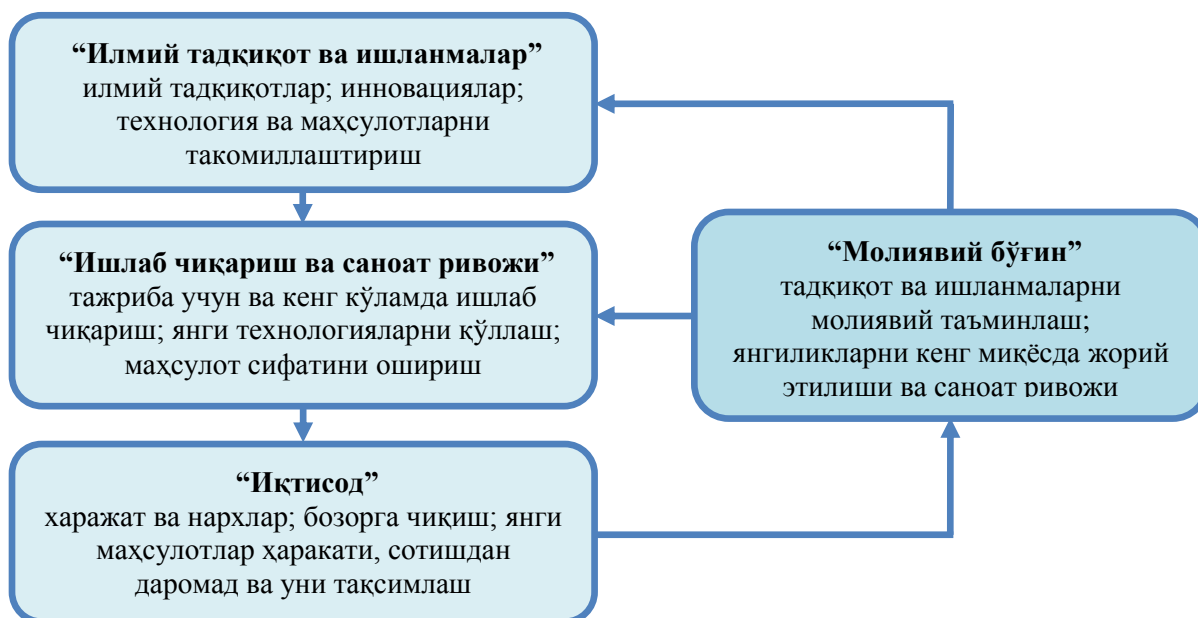 “Илмий тадқиқот ва ишланмалар”
илмий тадқиқотлар; инновациялар;
технология ва маҳсулотларни
такомиллаштириш
“Ишлаб чиқариш ва саноат ривожи”
тажриба учун ва кенг кўламда ишлаб
чиқариш; янги технологияларни қўллаш;
маҳсулот сифатини ошириш
“Иқтисод”
харажат ва нархлар; бозорга чиқиш; янги
маҳсулотлар ҳаракати, сотишдан
даромад ва уни тақсимлаш
“Молиявий бўғин”
тадқиқот ва ишланмаларни
молиявий таъминлаш;
янгиликларни кенг миқёсда жорий
этилиши ва саноат ривожи